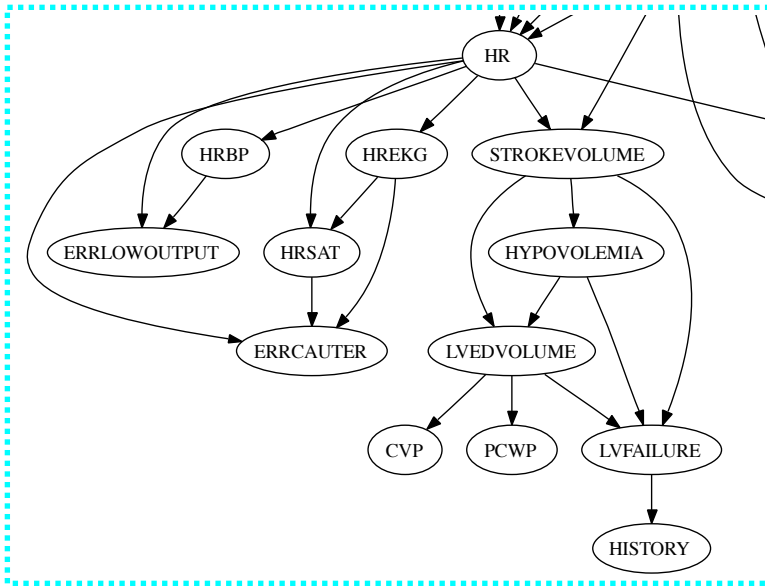 HR
HRBP
HREKG
STROKEVOLUME
ERRLOWOUTPUT
HRSAT
HYPOVOLEMIA
ERRCAUTER
LVEDVOLUME
CVP
PCWP
LVFAILURE
HISTORY